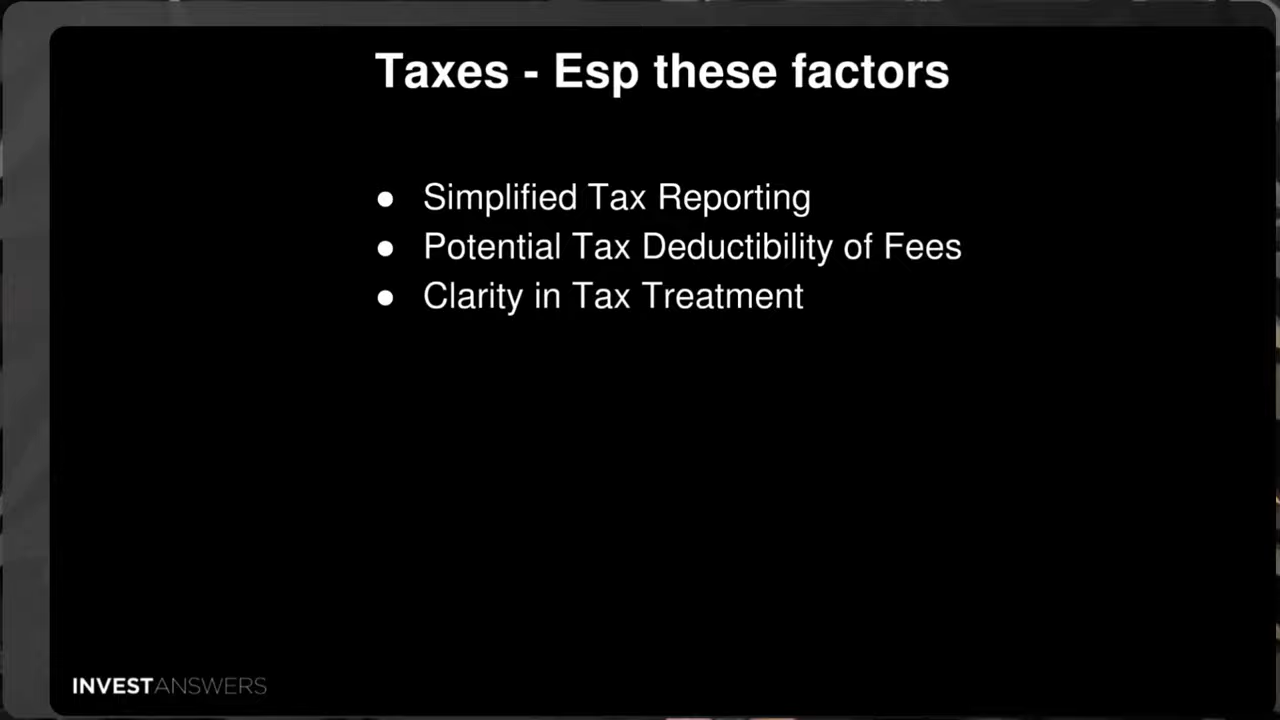 Taxes - Esp these factors
● Simplified Tax Reporting
● Potential Tax Deductibility of Fees
● Clarity in Tax Treatment
INVESTANSWERS